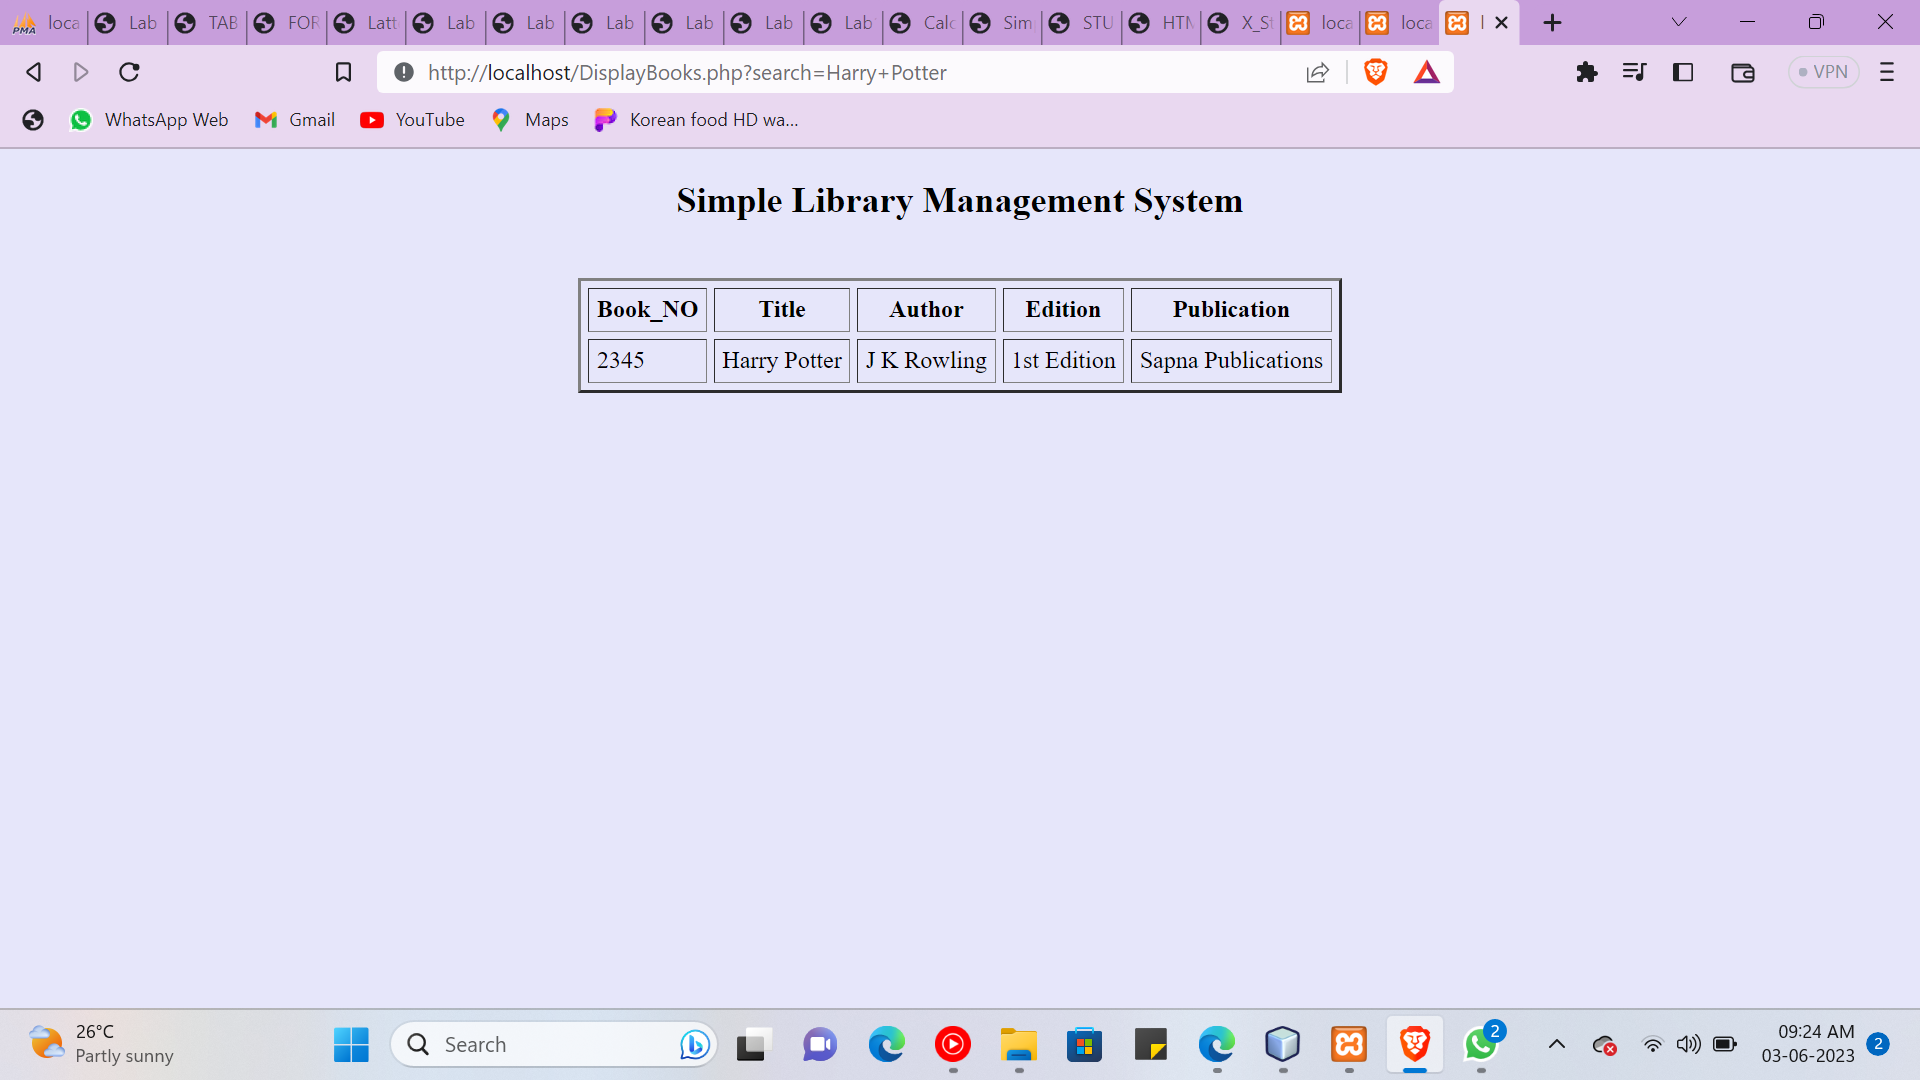 PMA loca Lab TAB FOR Latt Lab Lab Lab Lab Lab Lab Calc Sim STU HTM X_St loca loca
http://localhost/DisplayBooks.php?search=Harry+Potter
VPN
WhatsApp Web Gmail YouTube Maps Korean food HD wa...
Simple Library Management System
Book_NO Title Author Edition Publication
2345 Harry Potter J K Rowling 1st Edition Sapna Publications
26°C
Partly sunny
Search
2
09:24 AM
03-06-2023
2